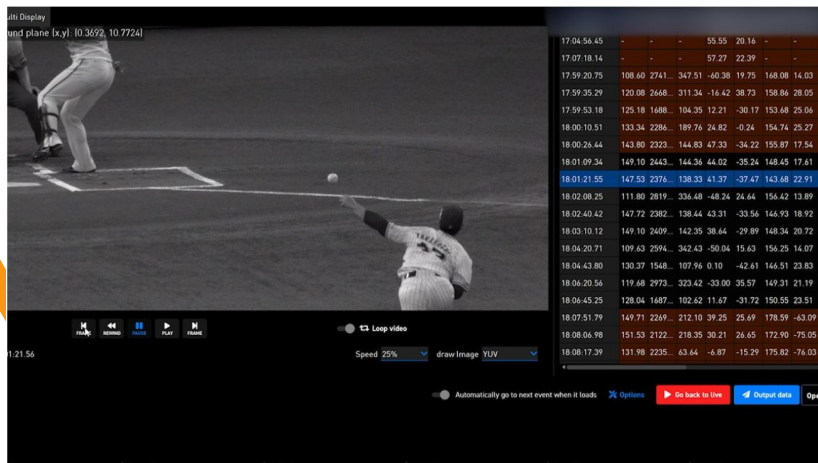 ulti Display
und plane (x,y): (0.3692, 10.7724)
17:04:56.45 - - - 55.55 20.16 - -
17:07:18.14 - - - 57.27 22.39 - -
17:59:20.75 108.60 2741... 347.51 -60.38 19.75 168.08 14.03
17:59:35.29 120.08 2668... 311.34 -16.42 38.73 158.86 28.05
17:59:53.18 125.18 1688... 104.35 12.21 -30.17 153.68 25.06
18:00:10.51 133.34 2286... 189.76 24.82 -0.24 154.74 25.27
18:00:26.44 143.80 2323... 144.83 47.33 -34.22 155.87 17.54
18:01:09.34 149.10 2443... 144.36 44.02 -35.24 148.45 17.61
18:01:21.55 147.53 2376... 138.33 41.37 -37.47 143.68 22.91
18:02:08.25 111.80 2819... 336.48 -48.24 24.64 156.42 13.89
18:02:40.42 147.72 2382... 138.44 43.31 -33.56 146.93 18.92
18:03:10.12 149.10 2409... 142.35 38.64 -29.89 148.34 20.72
18:04:20.71 109.63 2594... 342.43 -50.04 15.63 156.25 14.07
18:04:43.80 130.37 1548... 107.96 0.10 -42.61 146.51 23.83
18:06:20.56 119.68 2973... 323.42 -33.00 35.57 149.31 21.19
18:06:45.25 128.04 1687... 102.62 11.67 -31.72 150.55 23.51
18:07:51.79 149.71 2269... 212.10 39.25 25.69 178.59 -63.09
18:08:06.98 151.53 2122... 218.35 30.21 26.65 172.90 -75.05
18:08:17.39 131.98 2235... 63.64 -6.87 -15.29 175.82 -76.03
FRAME REWIND PAUSE PLAY FRAME
Loop video
1:21.56
Speed 25% draw Image YUV
Automatically go to next event when it loads Options Go back to live Output data Ope